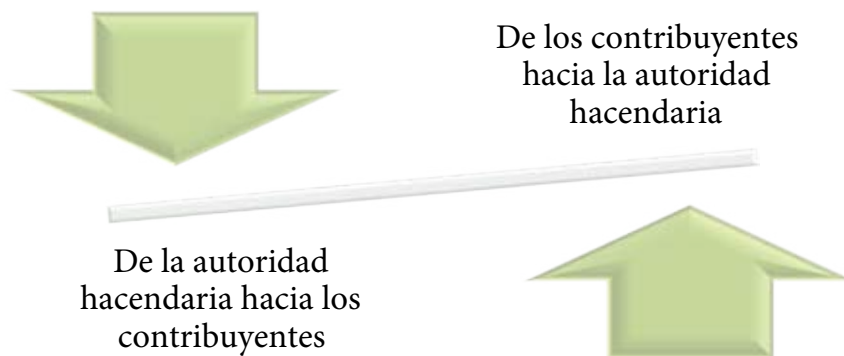 De los contribuyentes
hacia la autoridad
hacendaria
De la autoridad
hacendaria hacia los
contribuyentes